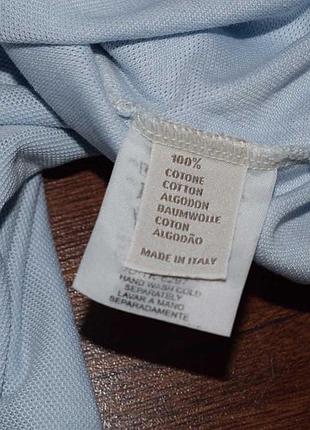 100%
COTONE
COTTON
ALGODON
BAUMWOLLE
COTON
ALGODÃO
MADE IN ITALY
HAND WASH COLD
SEPARATELY
LAVAR A MANO
SEPARADAMENTE